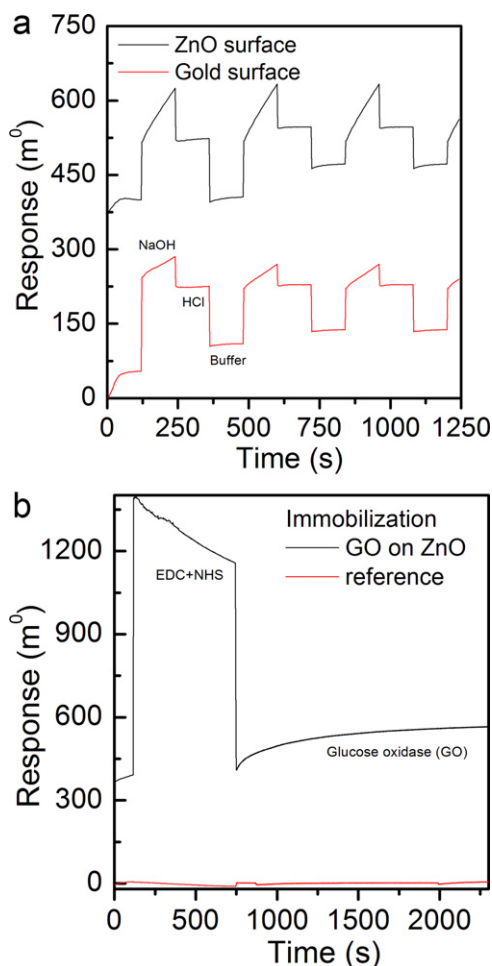 a
750
600
450
300
150
0
Response (m⁰)
ZnO surface
Gold surface
NaOH
HCl
Buffer
0 250 500 750 1000 1250
Time (s)
b
1200
900
600
300
0
Response (m⁰)
Immobilization
GO on ZnO
reference
EDC+NHS
Glucose oxidase (GO)
0 500 1000 1500 2000
Time (s)